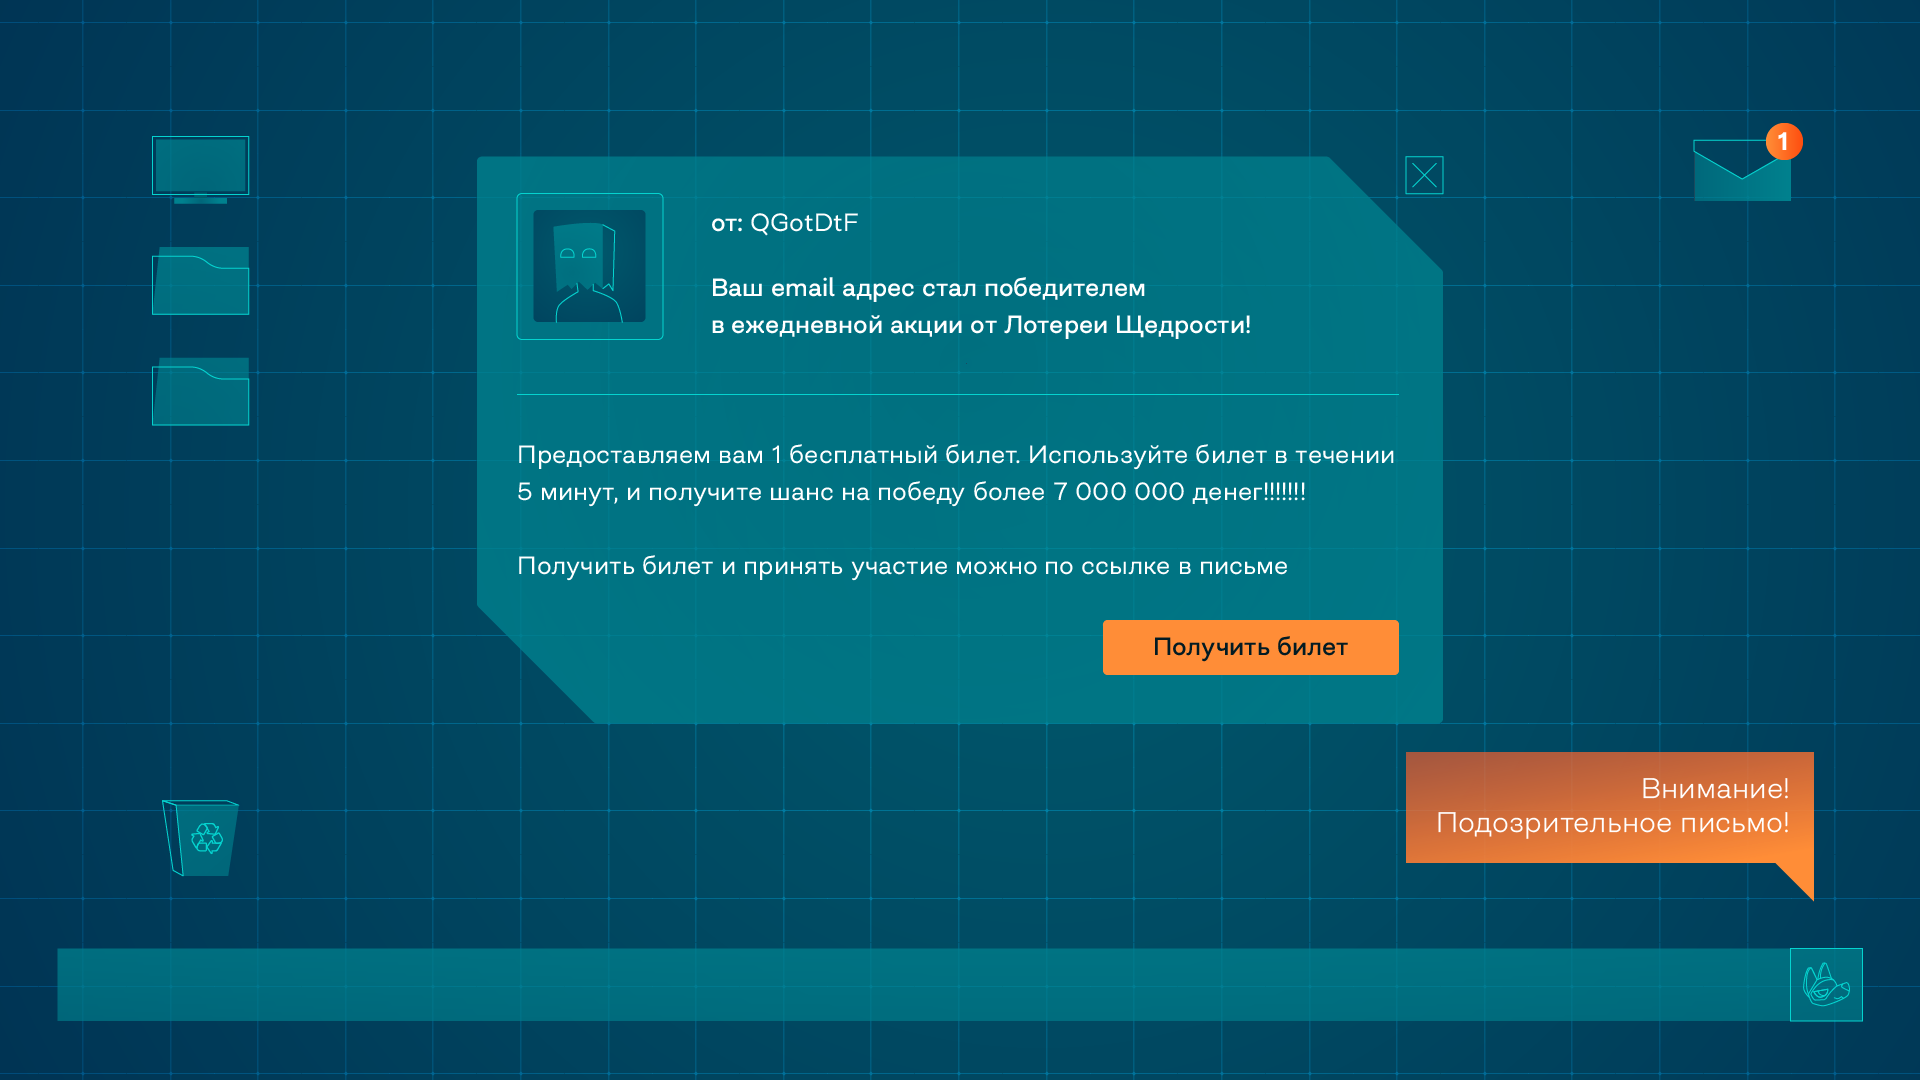 1
от: QGotDtF
Ваш email адрес стал победителем
в ежедневной акции от Лотереи Щедрости!
Предоставляем вам 1 бесплатный билет. Используйте билет в течении
5 минут, и получите шанс на победу более 7 000 000 денег!!!!!!!
Получить билет и принять участие можно по ссылке в письме
Получить билет
Внимание!
Подозрительное письмо!